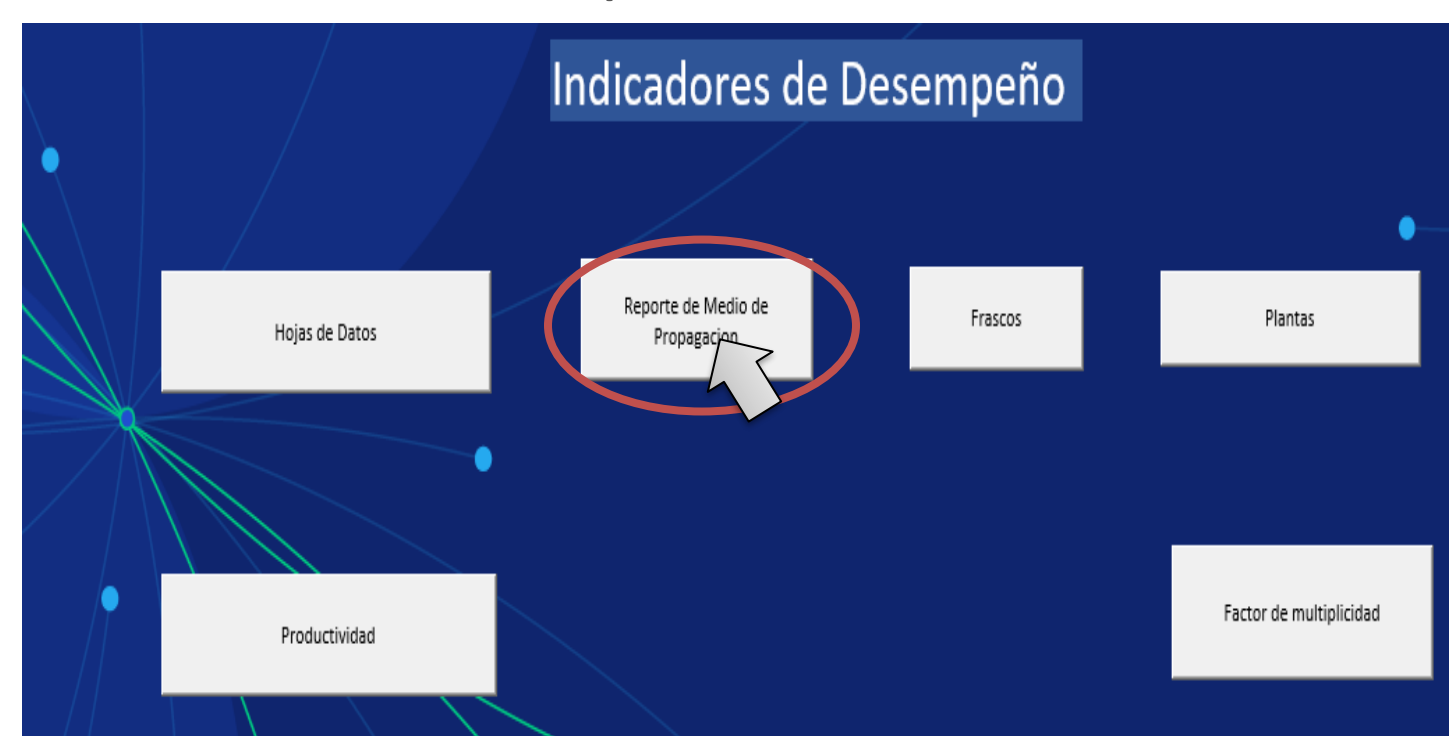 Indicadores de Desempeño
Hojas de Datos
Reporte de Medio de
Propagacion
Frascos
Plantas
Productividad
Factor de multiplicidad